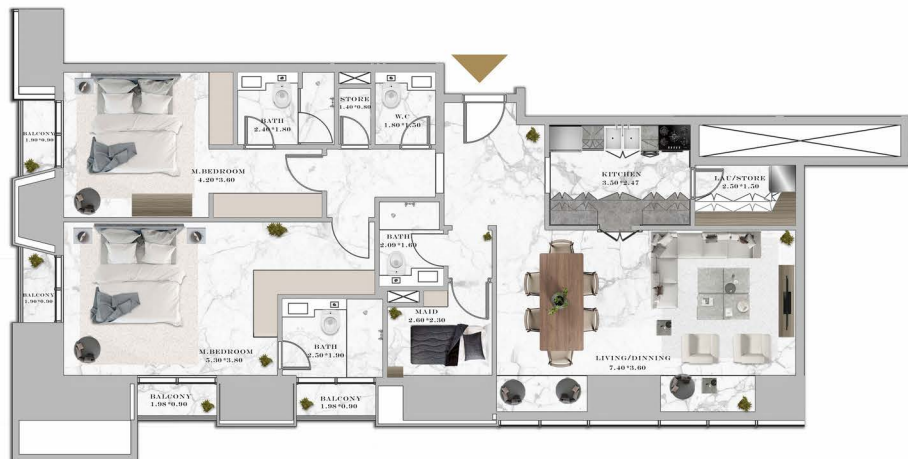 BALCONY
1.90*0.90
M.BEDROOM
4.20*3.60
BATH
2.40*1.80
STORE
1.40*0.80
W.C
1.80*1.50
KITCHEN
3.50*2.47
LAU/STORE
2.50*1.50
BALCONY
1.98*0.90
M.BEDROOM
5.30*3.80
BATH
2.09*1.60
MAID
2.60*2.30
BATH
2.50*1.90
LIVING/DINNING
7.40*3.60
BALCONY
1.98*0.90
BALCONY
1.98*0.90